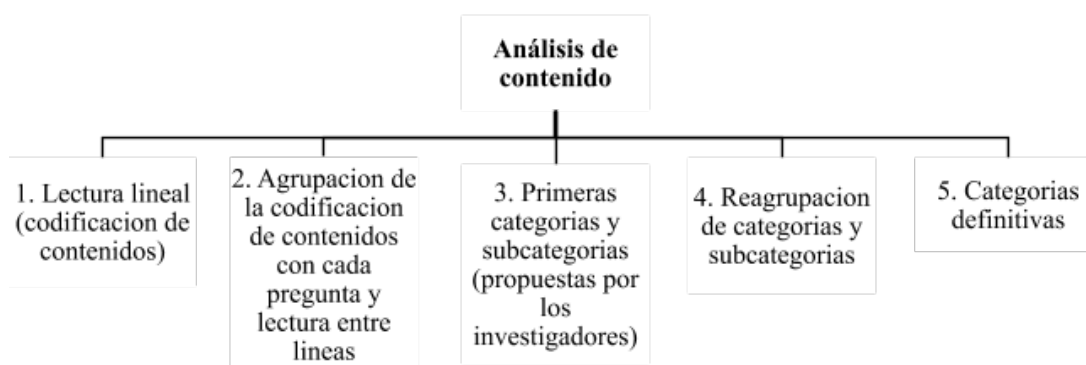 Análisis de
contenido
1. Lectura lineal
(codificacion de
contenidos)
2. Agrupacion de
la codificacion
de contenidos
con cada
pregunta y
lectura entre
lineas
3. Primeras
categorias y
subcategorias
(propuestas por
los
investigadores)
4. Reagrupacion
de categorias y
subcategorias
5. Categorias
definitivas